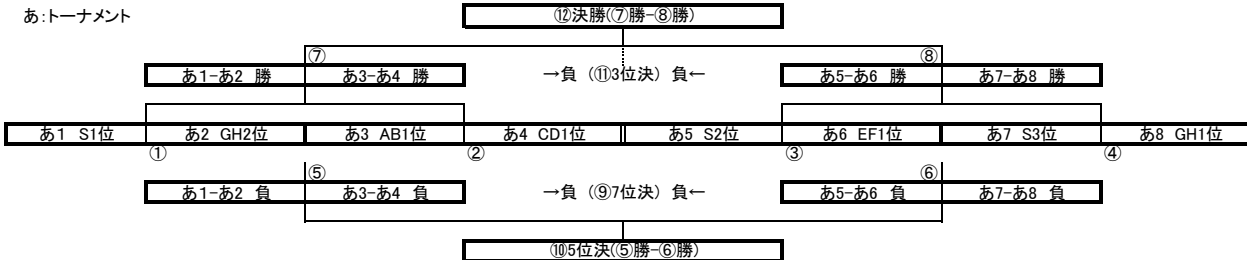 あ:トーナメント
⑫決勝(⑦勝-⑧勝)
⑦ ⑧
あ1-あ2 勝 あ3-あ4 勝 →負 (⑪3位決) 負← あ5-あ6 勝 あ7-あ8 勝
あ1 S1位 あ2 GH2位 あ3 AB1位 あ4 CD1位 あ5 S2位 あ6 EF1位 あ7 S3位 あ8 GH1位
① ② ③ ④
⑤ ⑥
あ1-あ2 負 あ3-あ4 負 →負 (⑨7位決) 負← あ5-あ6 負 あ7-あ8 負
⑩5位決(⑤勝-⑥勝)